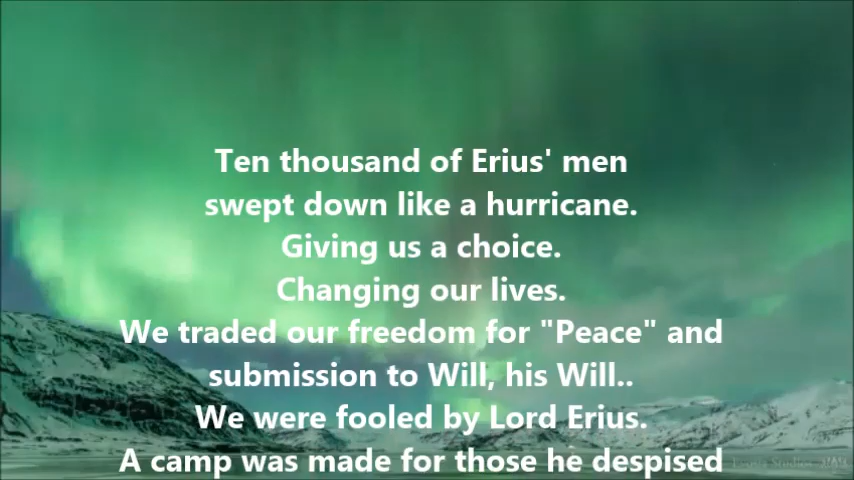 Ten thousand of Erius' men
swept down like a hurricane.
Giving us a choice.
Changing our lives.
We traded our freedom for "Peace" and
submission to Will, his Will..
We were fooled by Lord Erius.
A camp was made for those he despised